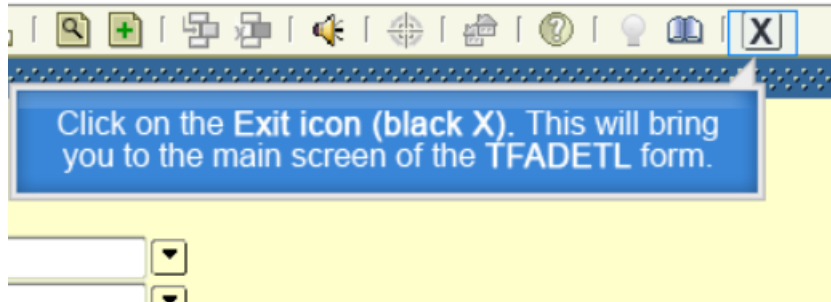 X
Click on the Exit icon (black X). This will bring
you to the main screen of the TFADETL form.